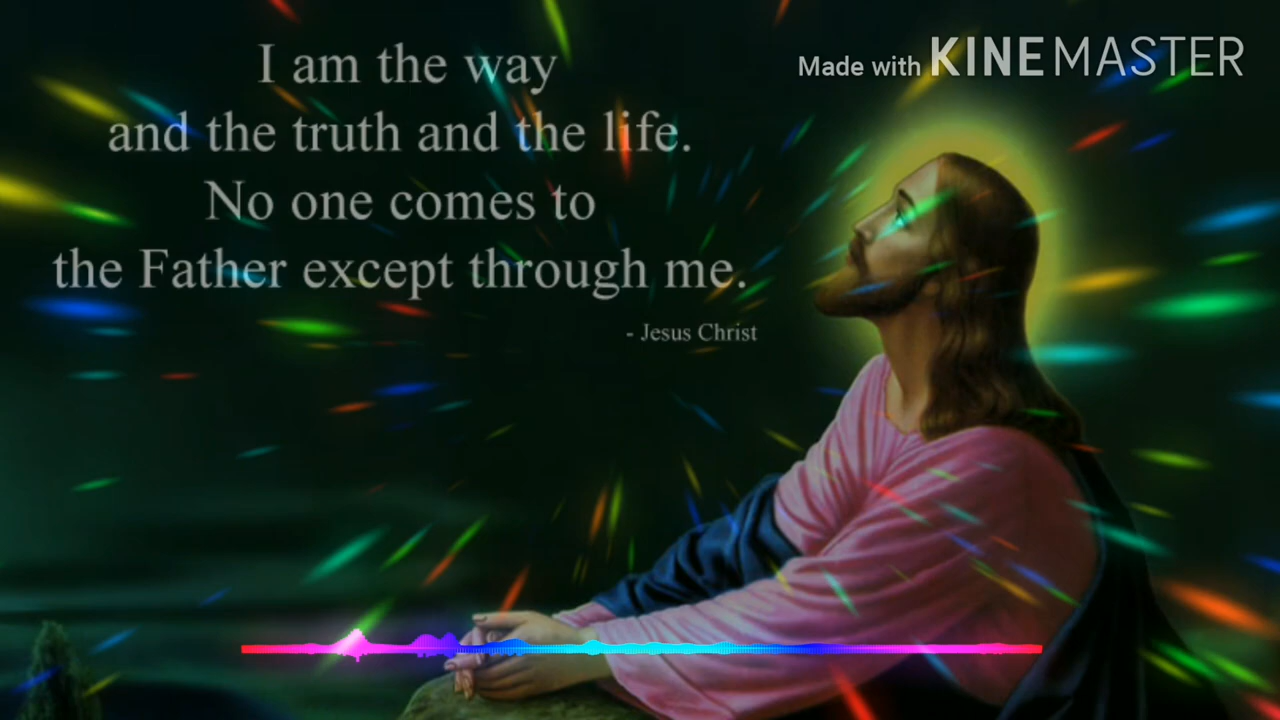 I am the way
and the truth and the life.
No one comes to
the Father except through me.
- Jesus Christ
Made with KINEMASTER